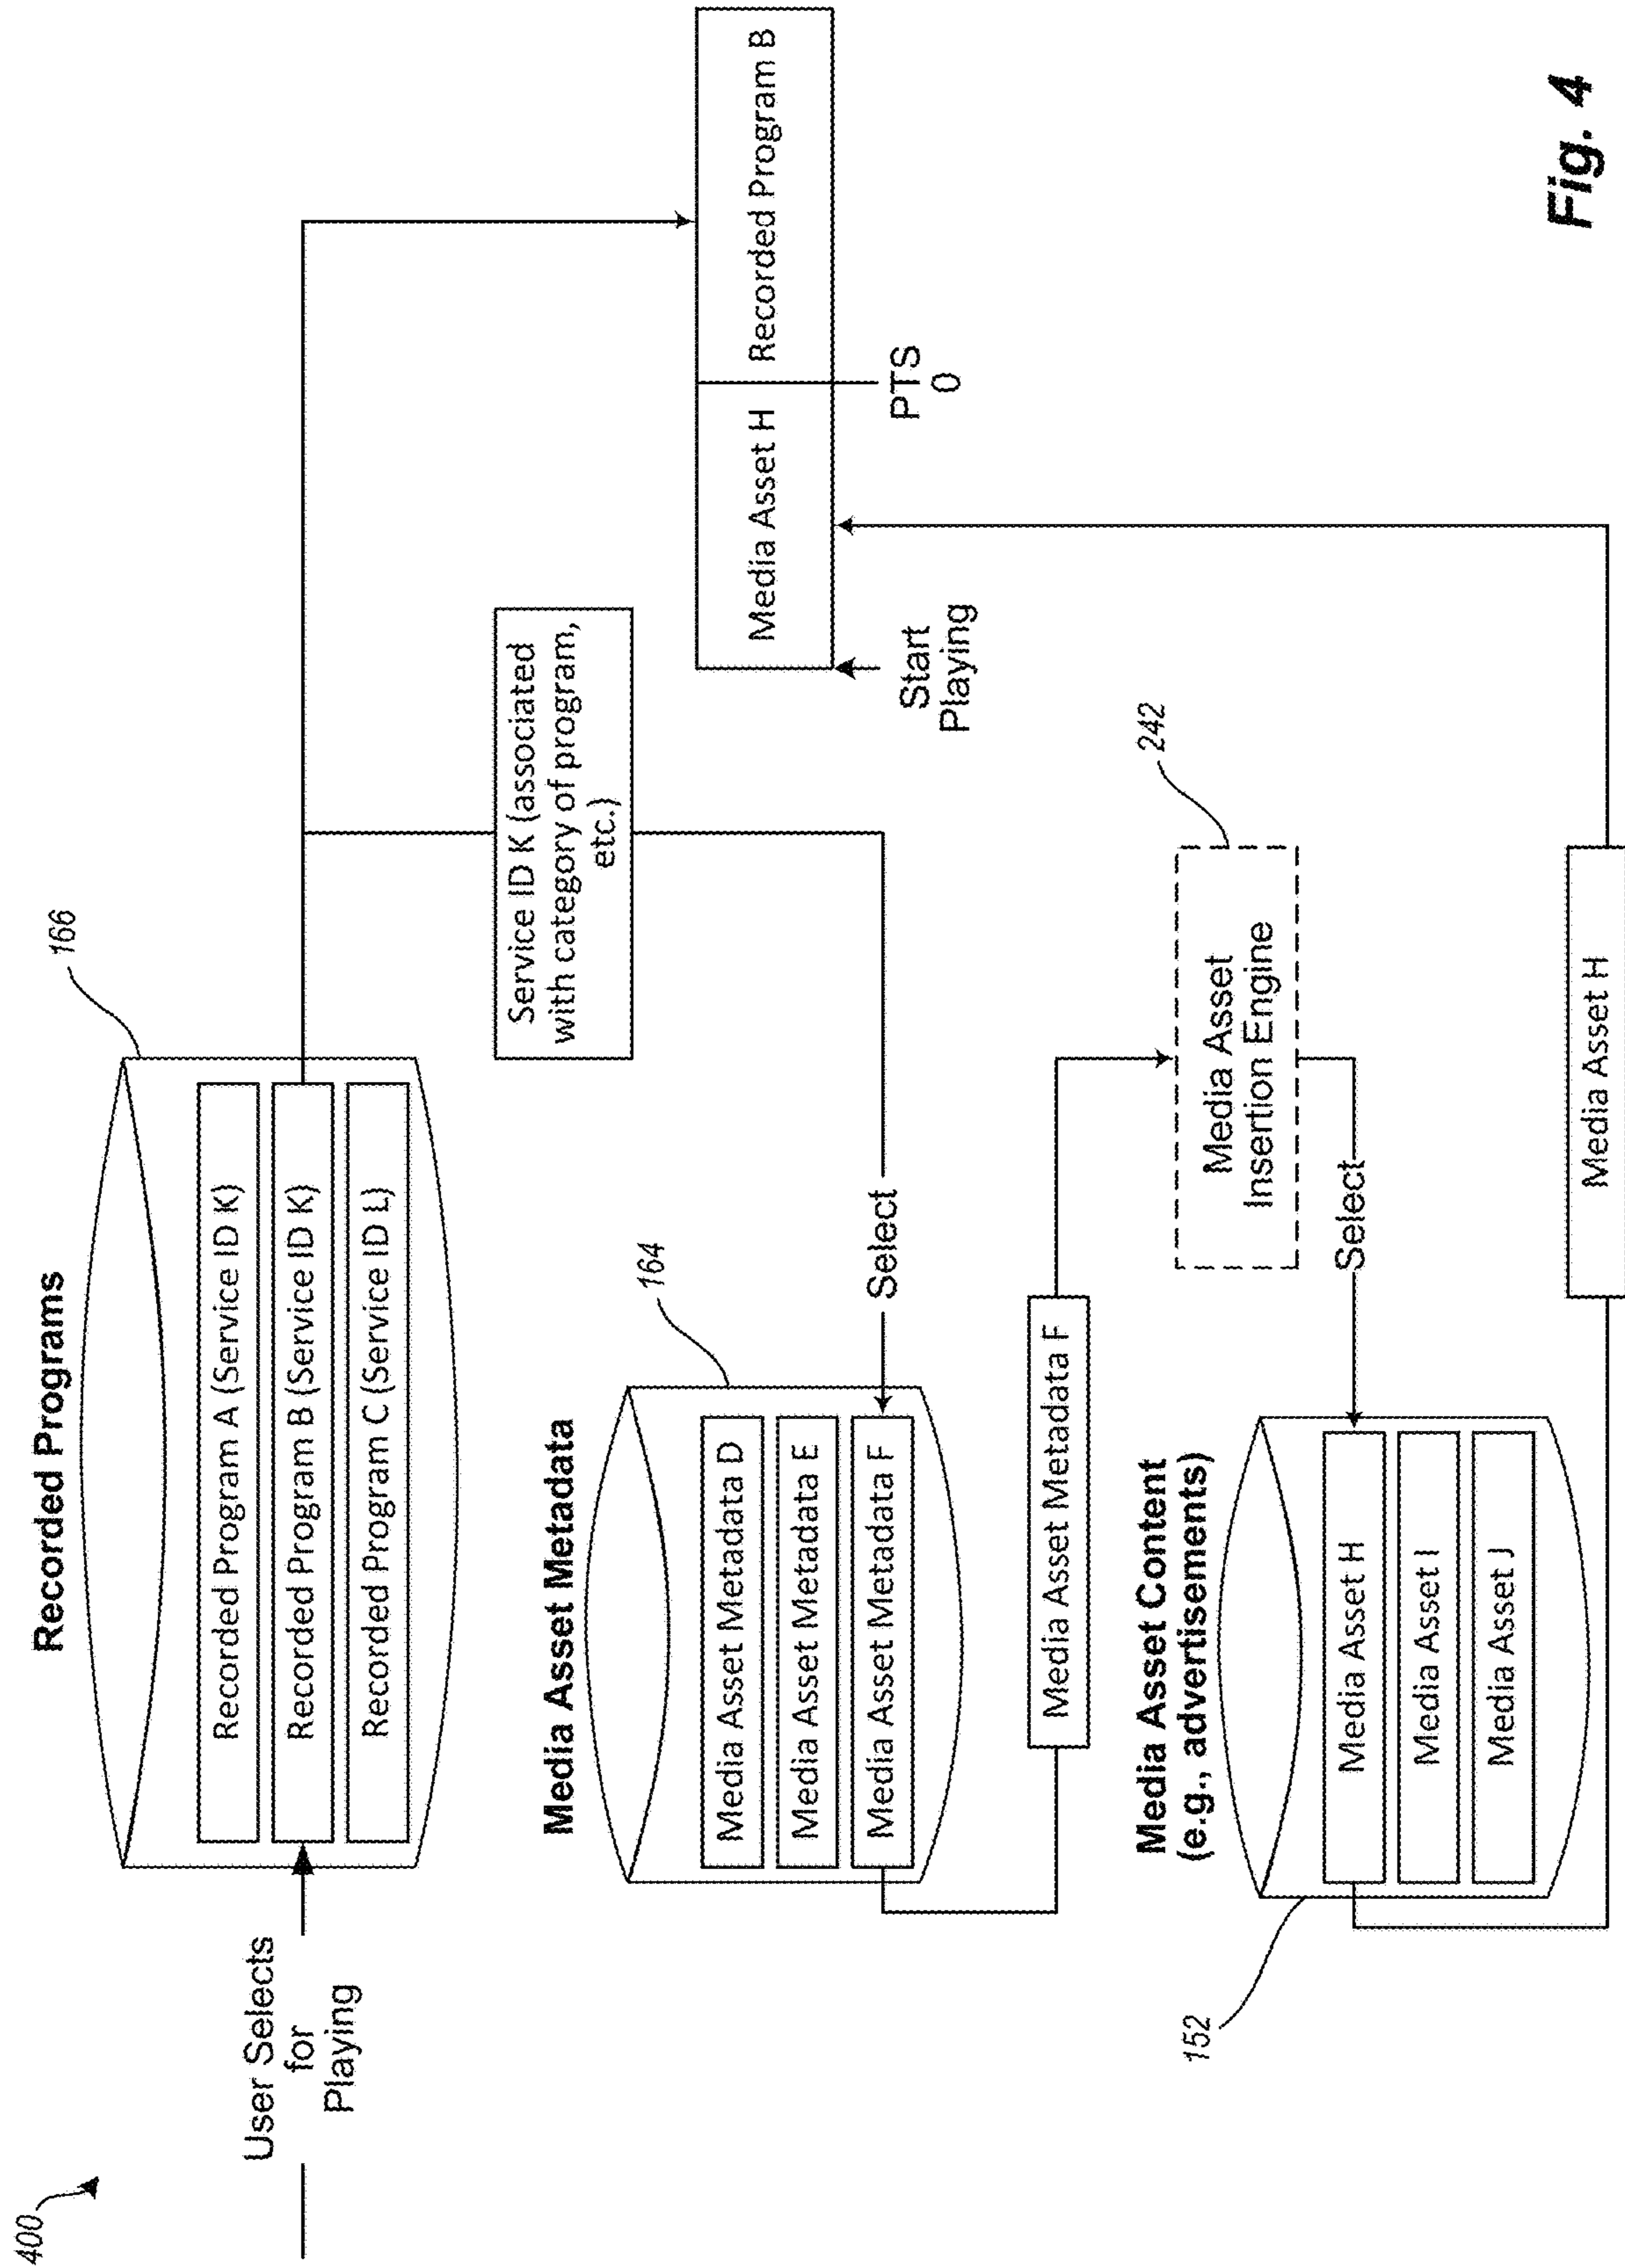 400
User Selects
for
Playing
Recorded Programs
166
Recorded Program A (Service ID K)
Recorded Program B (Service ID K)
Recorded Program C (Service ID L)
Service ID K (associated
with category of program,
etc.)
Media Asset H
Recorded Program B
Start
Playing
PTS
0
Media Asset Metadata
164
Media Asset Metadata D
Media Asset Metadata E
Media Asset Metadata F
Select
Media Asset Metadata F
242
Media Asset
Insertion Engine
Select
Media Asset Content
(e.g., advertisements)
152
Media Asset H
Media Asset I
Media Asset J
Media Asset H
Fig. 4